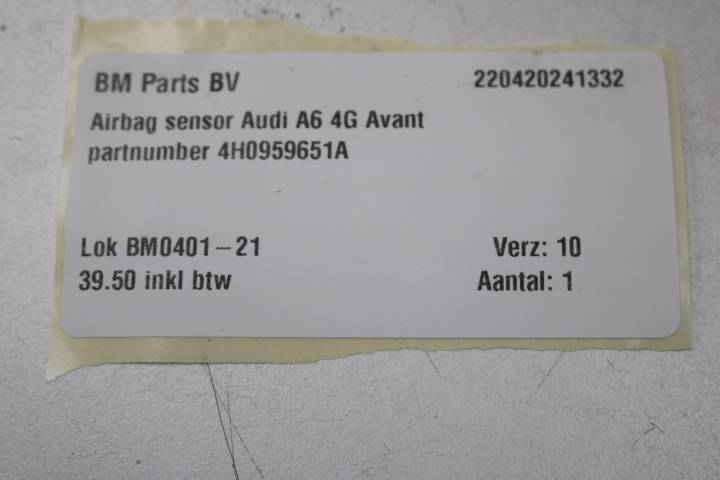 BM Parts BV 220420241332
Airbag sensor Audi A6 4G Avant
partnumber 4H0959651A
Lok BM0401-21 Verz: 10
39.50 inkl btw Aantal: 1